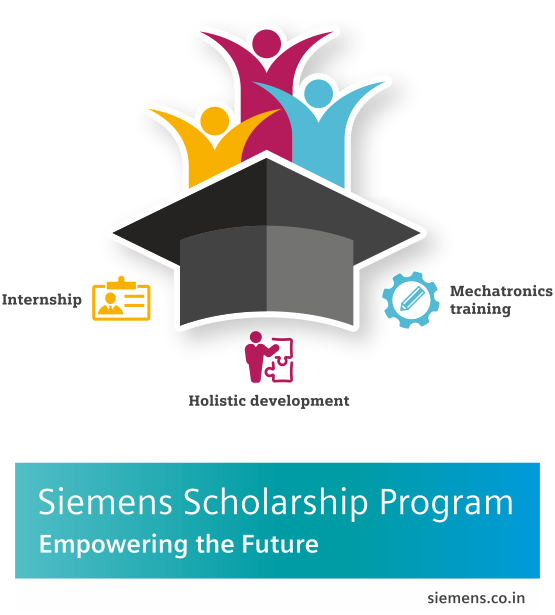 Internship
Mechatronics
training
Holistic development
Siemens Scholarship Program
Empowering the Future
siemens.co.in